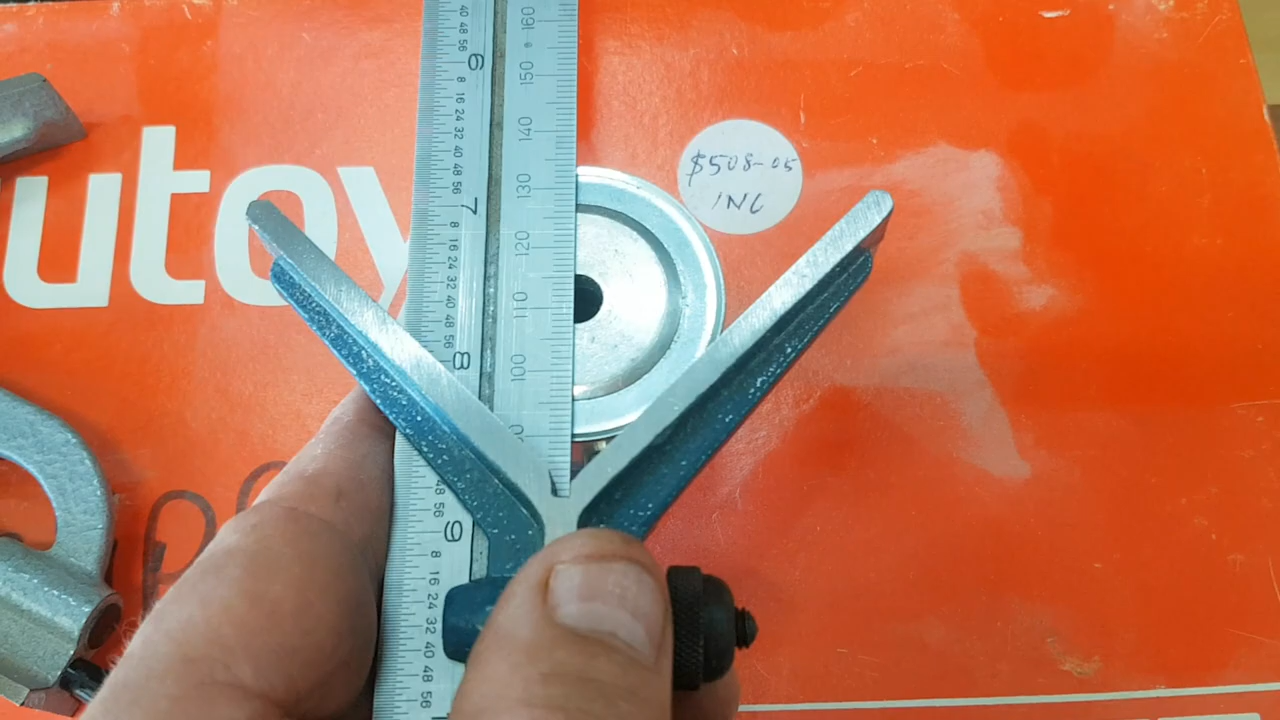 utoy
$508-05
INC
40 48 56
6
8 16 24 32 40 48 56
7
8 16 24 32 40 48 56
8
48 56
9
8 16 24 32 40 48 56
160
150
140
130
120
110
100